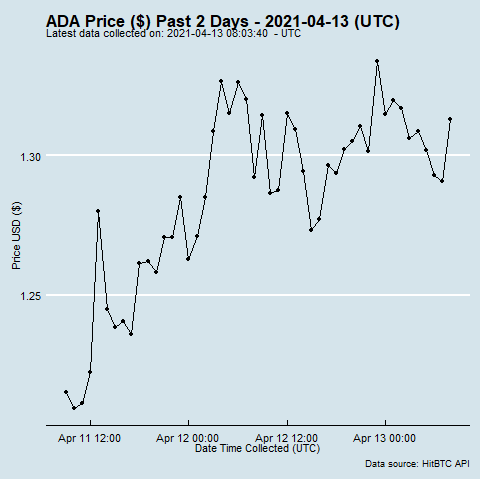 ADA Price ($) Past 2 Days - 2021-04-13 (UTC)
Latest data collected on: 2021-04-13 08:03:40 - UTC
1.30
Price USD ($)
1.25
Apr 11 12:00 Apr 12 00:00 Apr 12 12:00 Apr 13 00:00
Date Time Collected (UTC)
Data source: HitBTC API